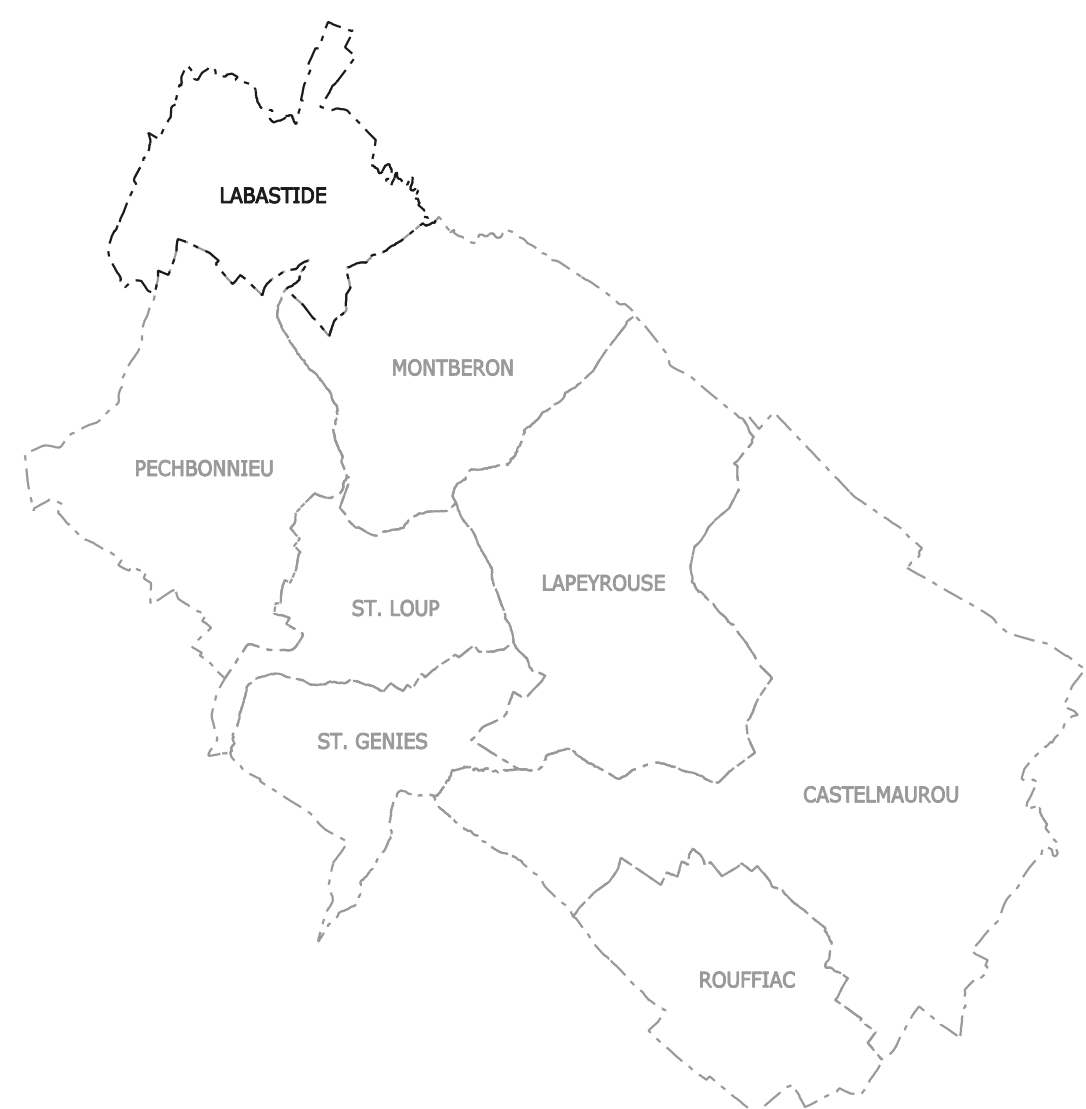 LABASTIDE
MONTBERON
PECHBONNIEU
LAPEYROUSE
ST. LOUP
ST. GENIES
CASTELMAUROU
ROUFFIAC